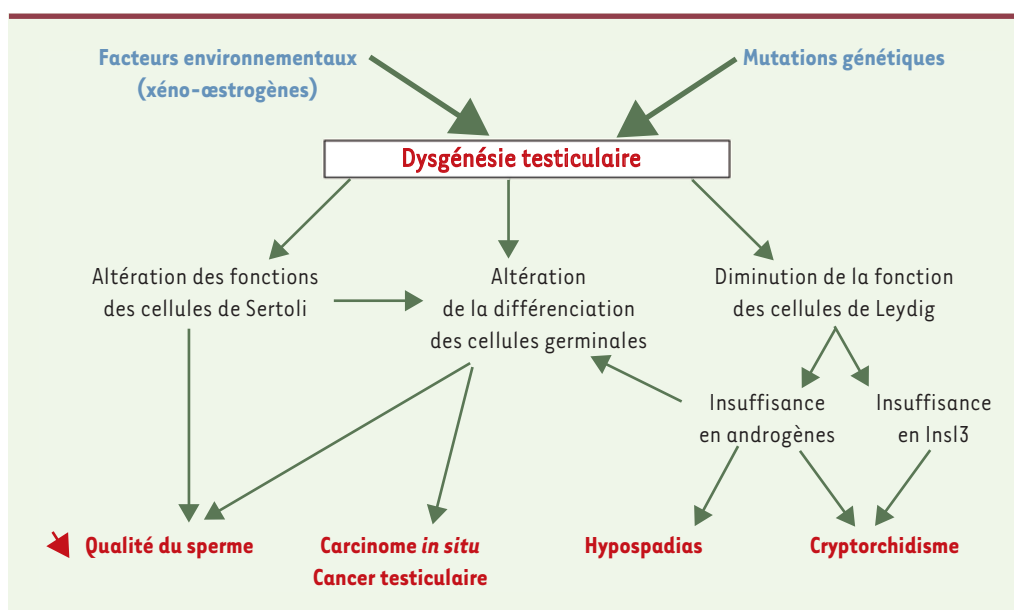 Facteurs environnementaux
(xéno-œstrogènes)
Mutations génétiques
Dysgénésie testiculaire
Altération des fonctions
des cellules de Sertoli
Altération
de la différenciation
des cellules germinales
Diminution de la fonction
des cellules de Leydig
Insuffisance
en androgènes
Insuffisance
en Insl3
Qualité du sperme
Carcinome in situ
Cancer testiculaire
Hypospadias
Cryptorchidisme